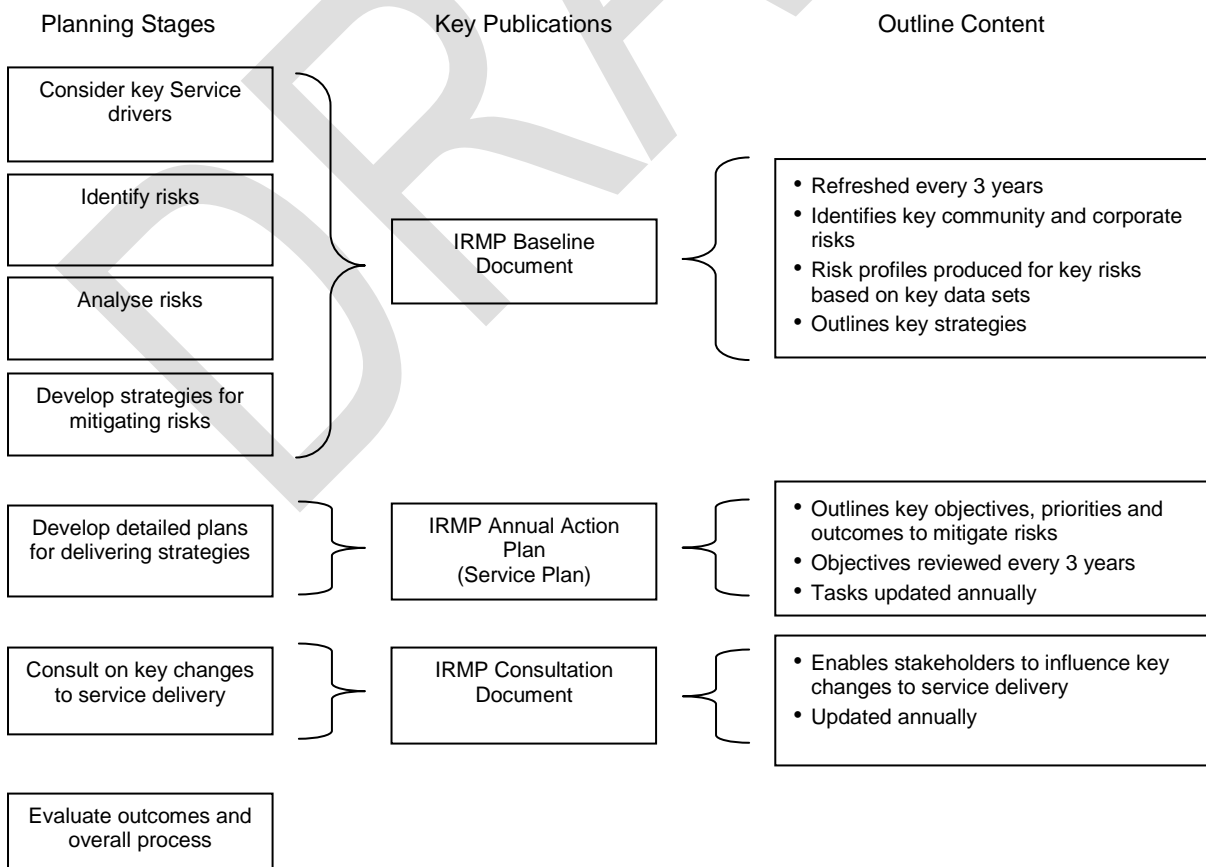 Planning Stages
Key Publications
Outline Content
Consider key Service
drivers
Identify risks
Analyse risks
Develop strategies for
mitigating risks
IRMP Baseline
Document
• Refreshed every 3 years
• Identifies key community and corporate
risks
• Risk profiles produced for key risks
based on key data sets
• Outlines key strategies
Develop detailed plans
for delivering strategies
IRMP Annual Action
Plan
(Service Plan)
• Outlines key objectives, priorities and
outcomes to mitigate risks
• Objectives reviewed every 3 years
• Tasks updated annually
Consult on key changes
to service delivery
IRMP Consultation
Document
• Enables stakeholders to influence key
changes to service delivery
• Updated annually
Evaluate outcomes and
overall process